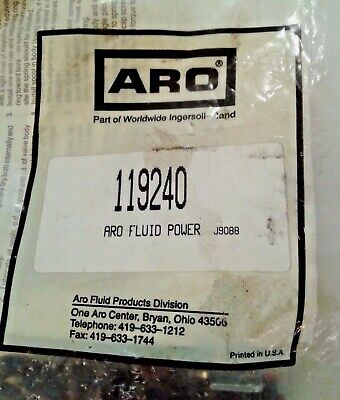 ARO®
Part of Worldwide Ingersoll-Rand
119240
ARO FLUID POWER J9088
Aro Fluid Products Division
One Aro Center, Bryan, Ohio 43506
Telephone: 419-633-1212
Fax: 419-633-1744
Printed in U.S.A.